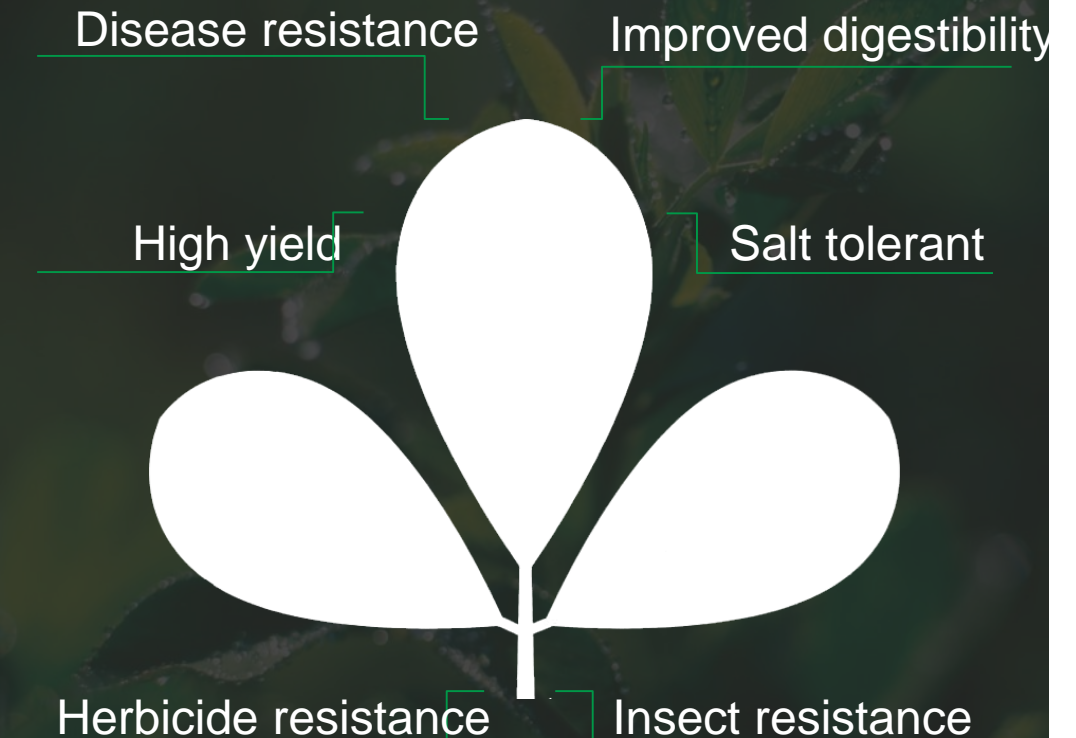 Disease resistance
Improved digestibility
High yield
Salt tolerant
Herbicide resistance
Insect resistance